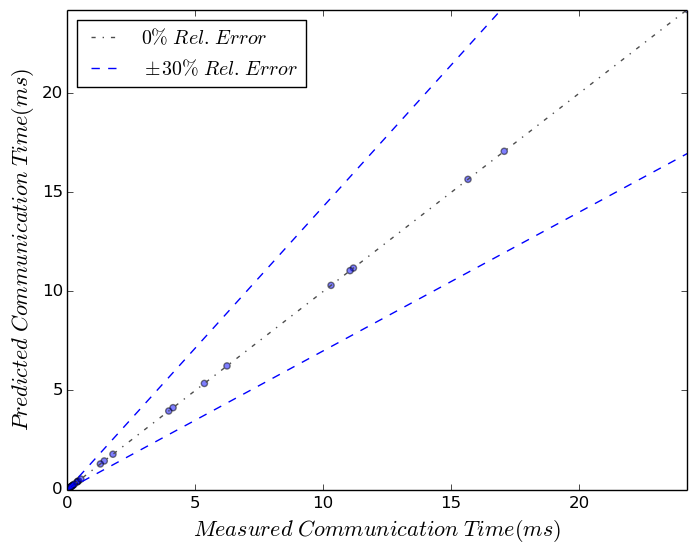 0% Rel. Error
±30% Rel. Error
Predicted Communication Time(ms)
20
15
10
5
0
0 5 10 15 20
Measured Communication Time(ms)